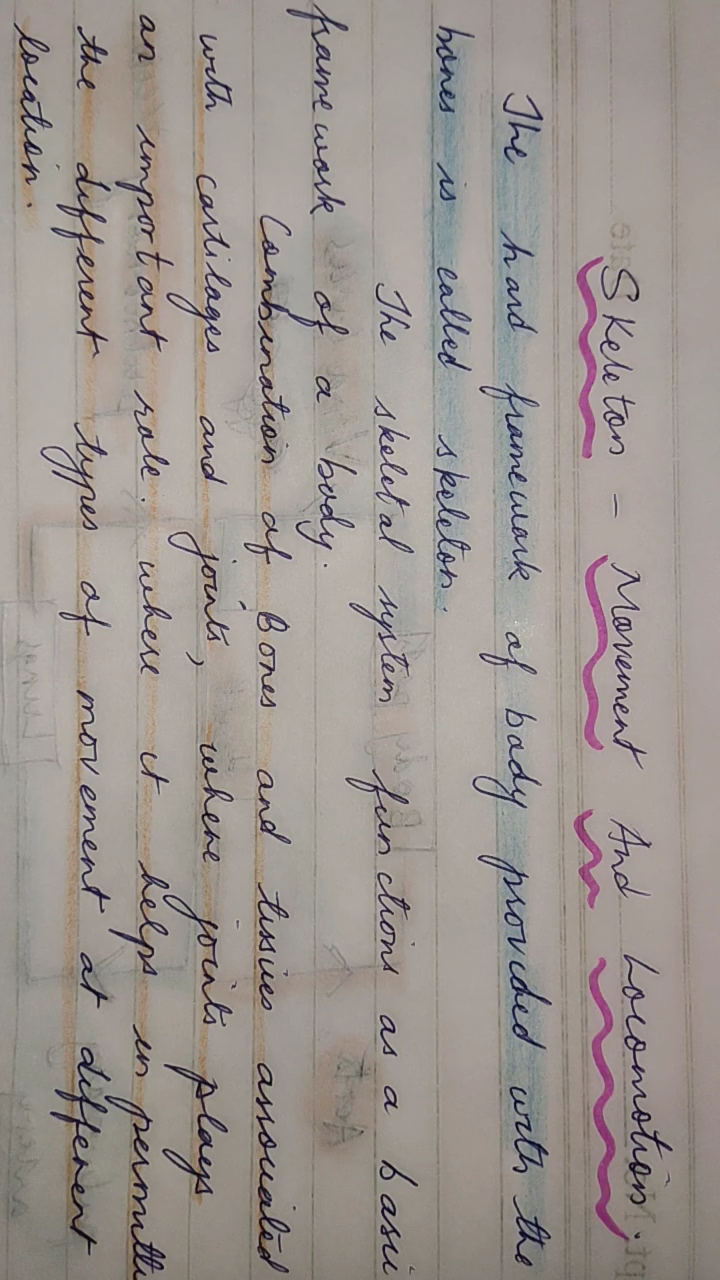 Skeleton - Movement And Locomotion.
The hard framework of body provided with the
bones is called skeleton.
The skeletal system functions as a basic
framework of a body.
Combination of Bones and tissues associated
with cartilages and joints, where joints plays
an important role. where it helps in permitti
the different types of movement at different
location.